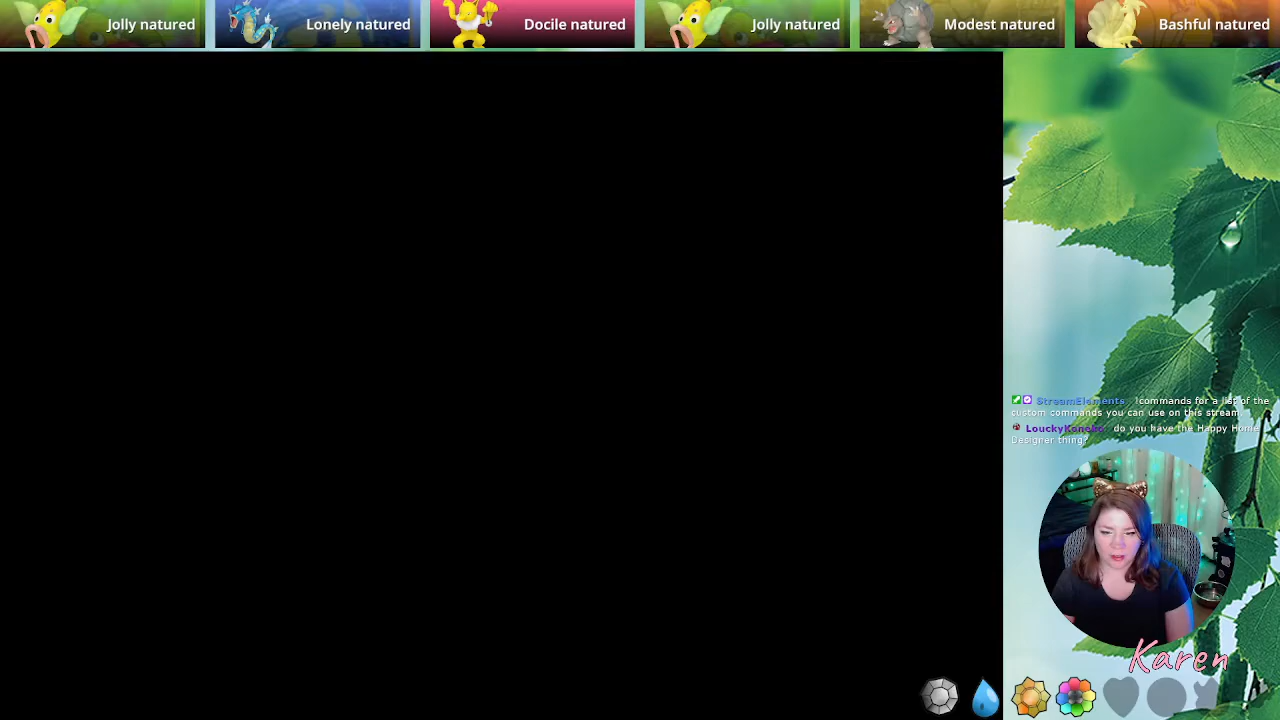 Jolly natured
Lonely natured
Docile natured
Jolly natured
Modest natured
Bashful natured
StreamElements !commands for a list of the
custom commands you can use on this stream.
do you have the Happy Home
Designer thing?
Karen